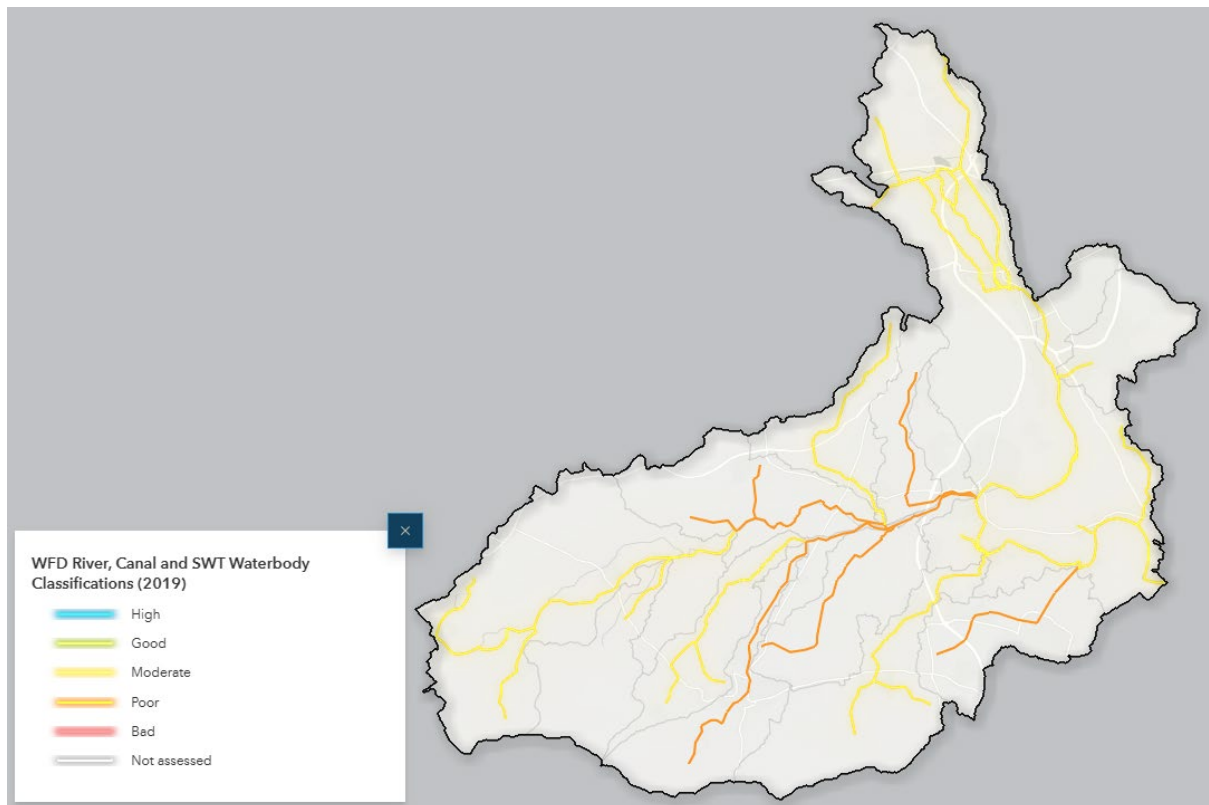 WFD River, Canal and SWT Waterbody
Classifications (2019)
High
Good
Moderate
Poor
Bad
Not assessed